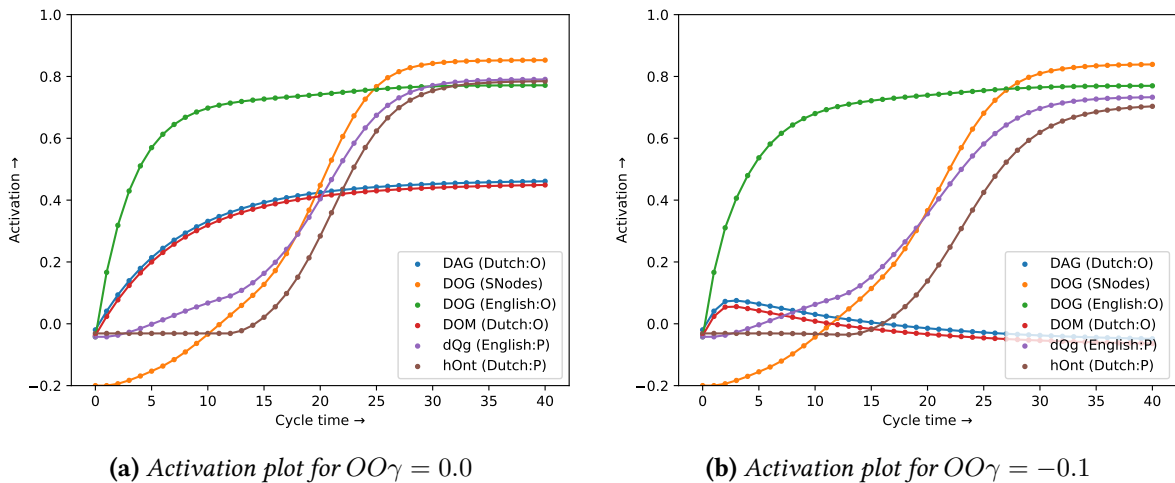 1.0
0.8
0.6
0.4
0.2
0.0
−0.2
Activation →
0 5 10 15 20 25 30 35 40
Cycle time →
DAG (Dutch:O)
DOG (SNodes)
DOG (English:O)
DOM (Dutch:O)
dQg (English:P)
hOnt (Dutch:P)
(a) Activation plot for OOγ = 0.0
1.0
0.8
0.6
0.4
0.2
0.0
−0.2
Activation →
0 5 10 15 20 25 30 35 40
Cycle time →
DAG (Dutch:O)
DOG (SNodes)
DOG (English:O)
DOM (Dutch:O)
dQg (English:P)
hOnt (Dutch:P)
(b) Activation plot for OOγ = −0.1